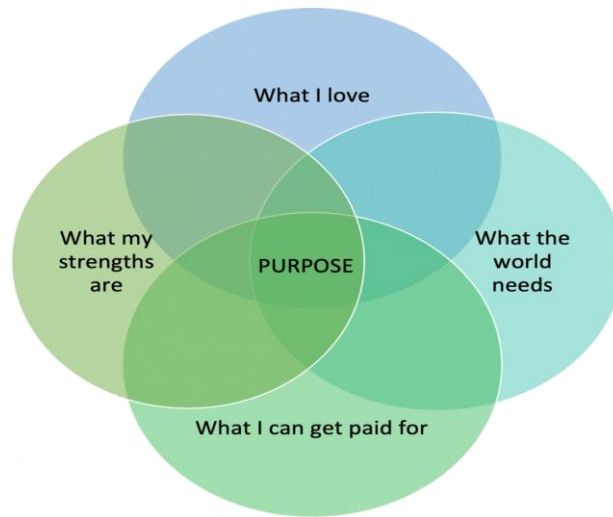 What I love
What my
strengths
are
PURPOSE
What the
world
needs
What I can get paid for